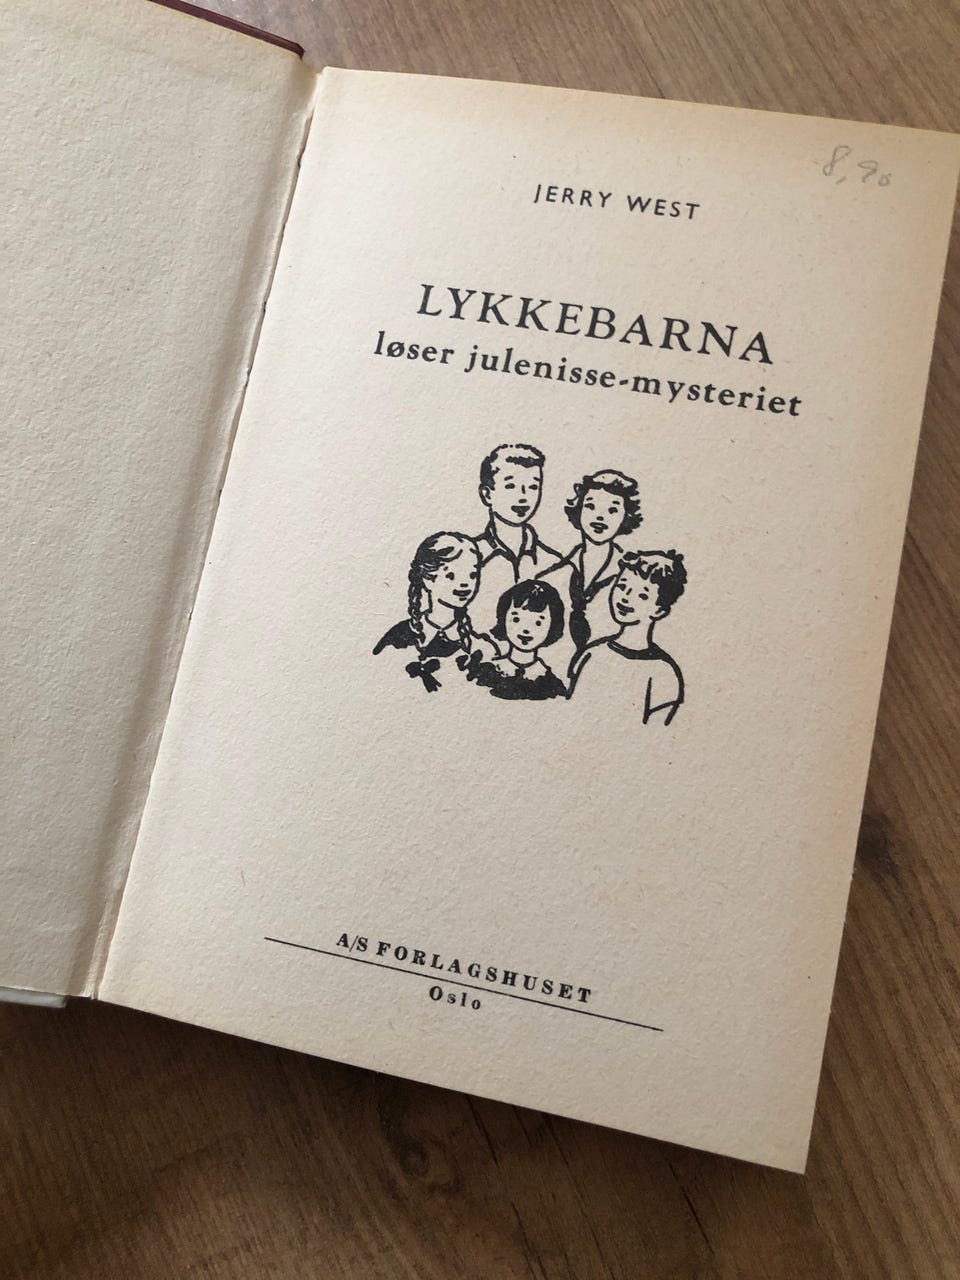 8,90
JERRY WEST
LYKKEBARNA
løser julenisse-mysteriet
A/S FORLAGSHUSET
Oslo